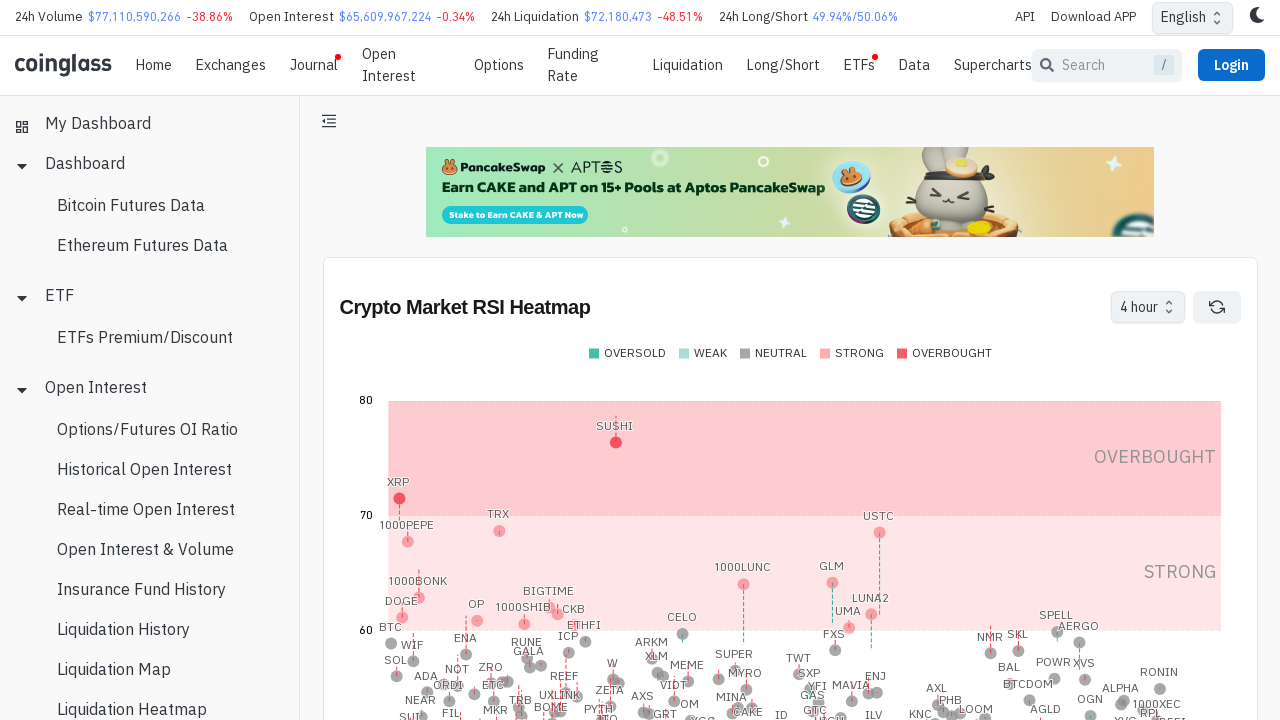 24h Volume $77,110,590,266 -38.86% Open Interest $65,609,967,224 -0.34% 24h Liquidation $72,180,473 -48.51% 24h Long/Short 49.94%/50.06% API Download APP English
coinglass Home Exchanges Journal Open Interest Options Funding Rate Liquidation Long/Short ETFs Data Supercharts Search / Login
My Dashboard
Dashboard
Bitcoin Futures Data
Ethereum Futures Data
ETF
ETFs Premium/Discount
Open Interest
Options/Futures OI Ratio
Historical Open Interest
Real-time Open Interest
Open Interest & Volume
Insurance Fund History
Liquidation History
Liquidation Map
Liquidation Heatmap
PancakeSwap X APTOS
Earn CAKE and APT on 15+ Pools at Aptos PancakeSwap
Stake to Earn CAKE & APT Now
Crypto Market RSI Heatmap 4 hour
OVERSOLD WEAK NEUTRAL STRONG OVERBOUGHT
80
SUSHI
OVERBOUGHT
XRP
70
TRX USTC
1000PEPE
1000LUNC GLM
STRONG
1000BONK
BIGTIME
DOGE OP 1000SHIB CKB LUNA2
UMA
CELO SPELL
60
BTC ETHFI AERGO
ENA ICP FXS NMR SKL
WIF RUNE ARKM
GALA
SOL XLM SUPER TWT POWR XVS
NOT ZRO W MEME BAL
ADA REEF MYRO SXP ENJ RONIN
ORDI ETC VIDT YFI MAVIA BTCDOM
UXLINK ZETA AXS MINA GAS AXL ALPHA
NEAR TRB OM PHB OGN 1000XEC
FIL MKR BOME PYTH GRT CAKE ID GTC ILV KNC LOOM AGLD